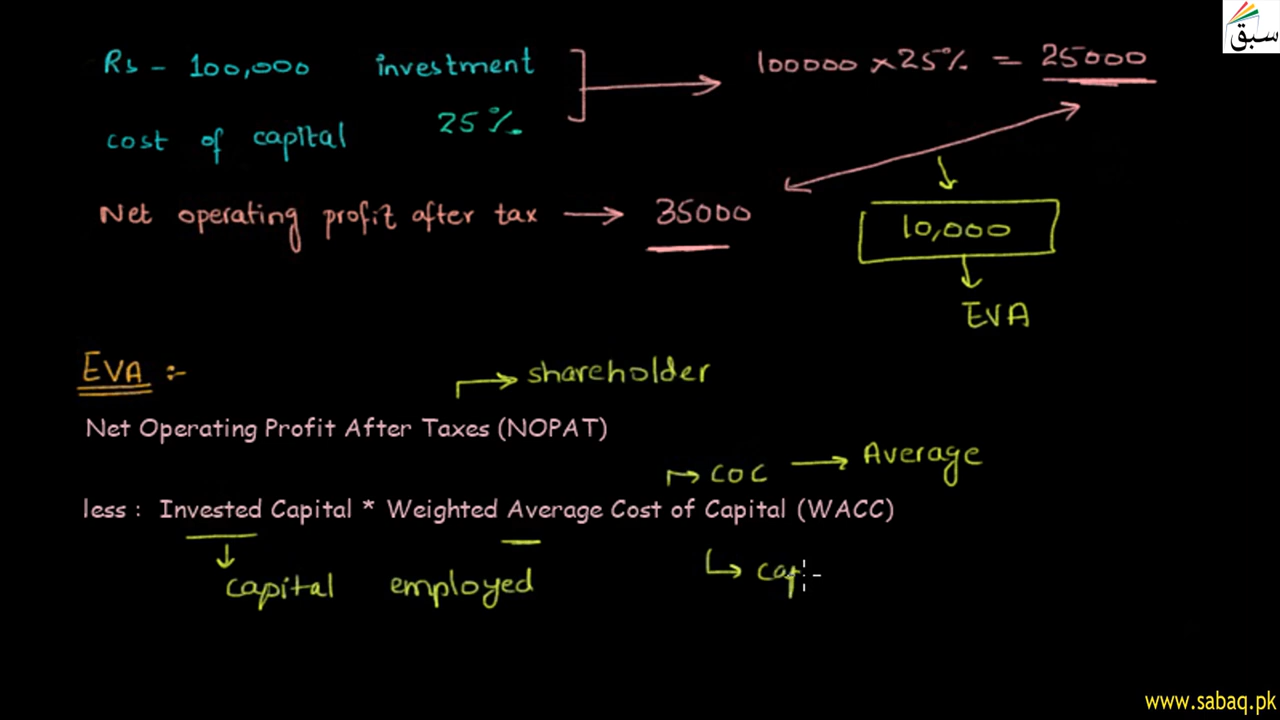 سبق
Rs - 100,000 investment
100000 × 25% = 25000
cost of capital 25%
Net operating profit after tax → 35000
10,000
EVA
EVA :-
shareholder
Net Operating Profit After Taxes (NOPAT)
COC → Average
less : Invested Capital * Weighted Average Cost of Capital (WACC)
capital employed
cap
www.sabaq.pk